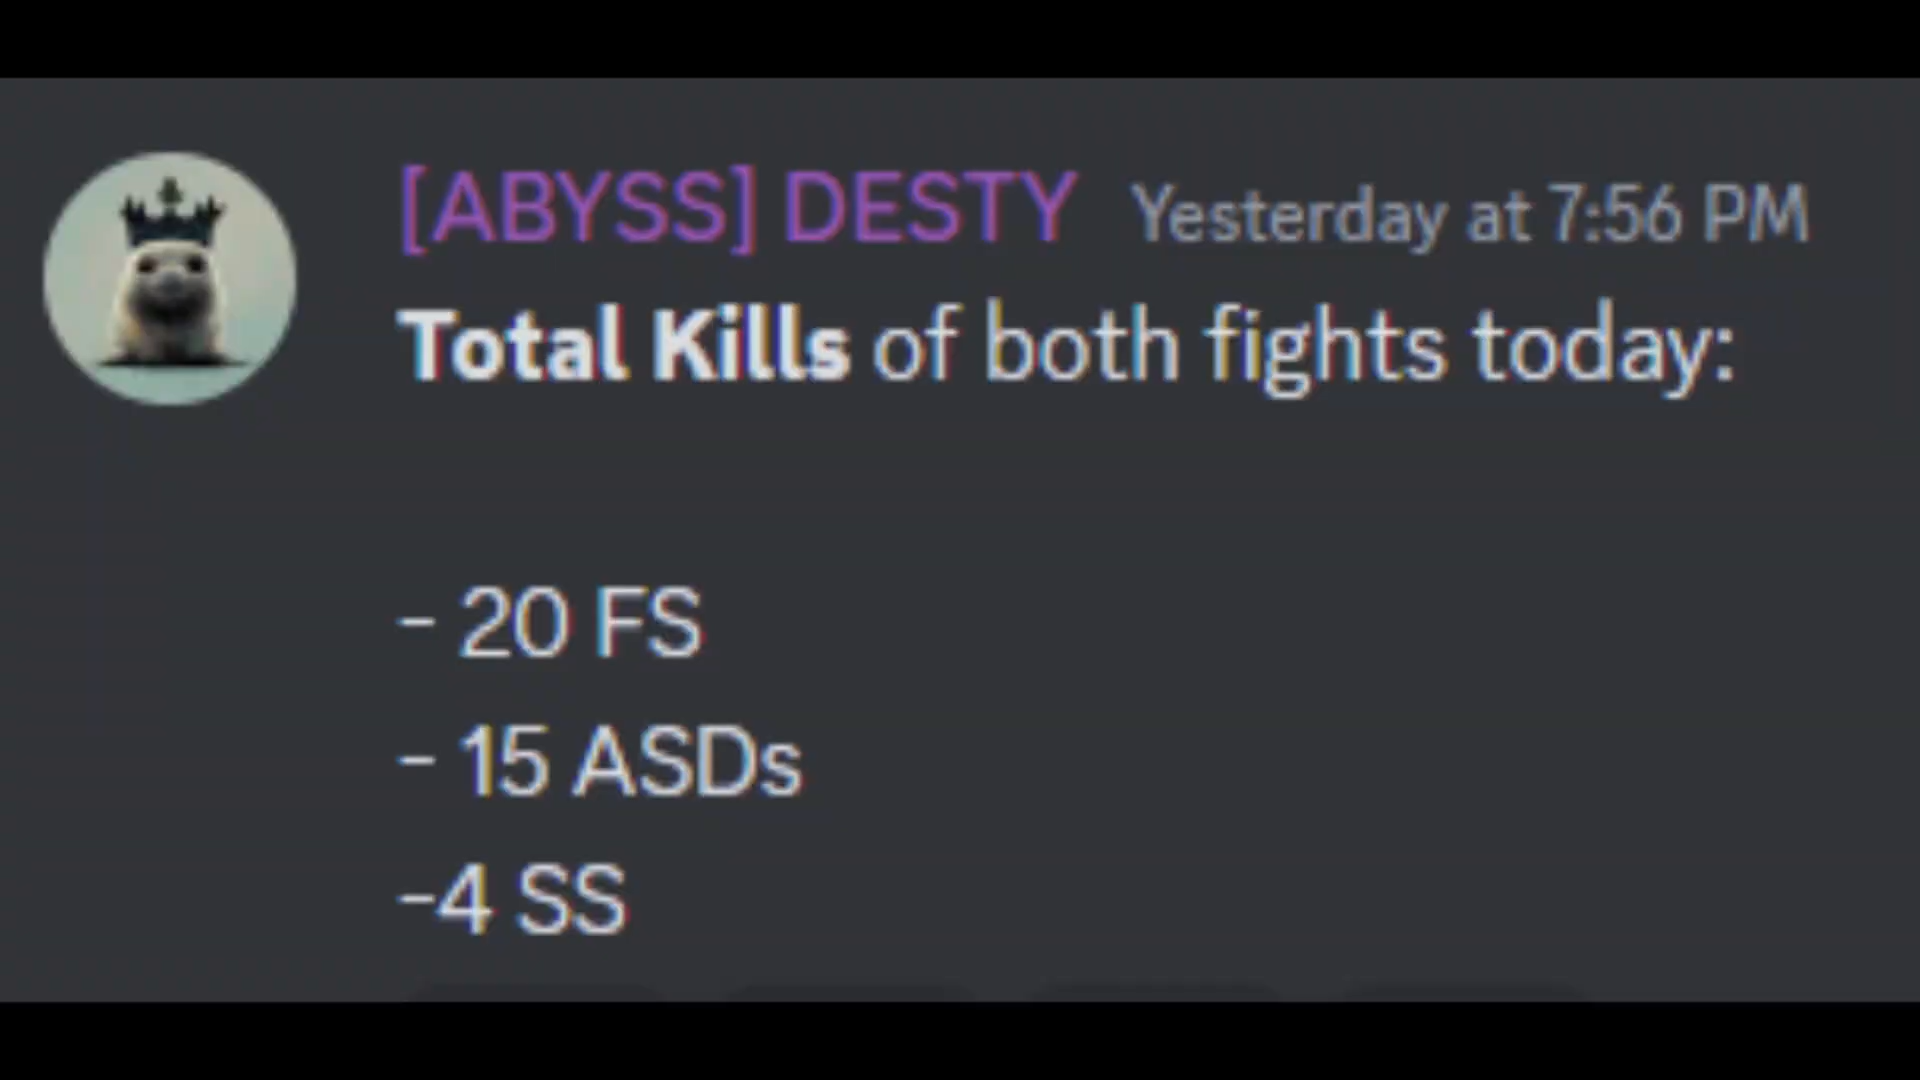 [ABYSS] DESTY Yesterday at 7:56 PM
Total Kills of both fights today:
- 20 FS
- 15 ASDs
-4 SS